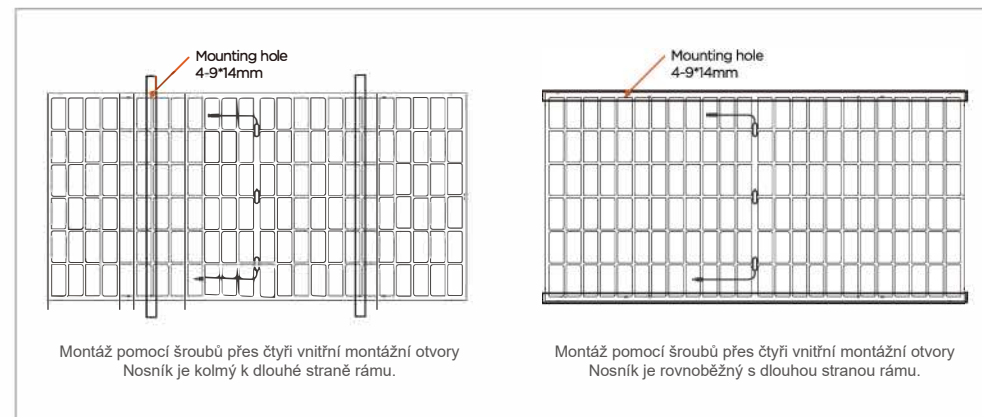 Mounting hole
4-9*14mm
Mounting hole
4-9*14mm
Montáž pomocí šroubů přes čtyři vnitřní montážní otvory
Nosník je kolmý k dlouhé straně rámu.
Montáž pomocí šroubů přes čtyři vnitřní montážní otvory
Nosník je rovnoběžný s dlouhou stranou rámu.